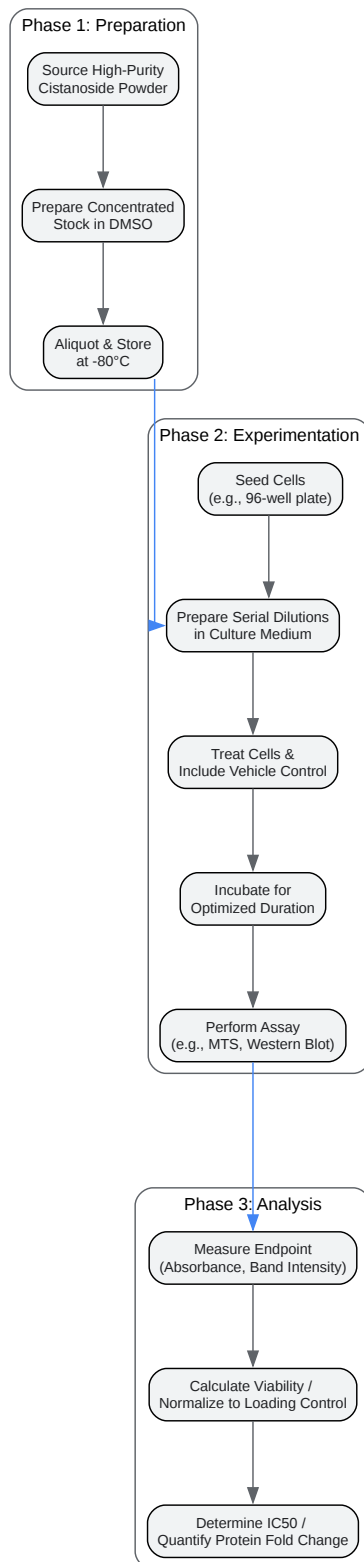 Phase 1: Preparation
Source High-Purity
Cistanoside Powder
Prepare Concentrated
Stock in DMSO
Aliquot & Store
at -80°C
Phase 2: Experimentation
Seed Cells
(e.g., 96-well plate)
Prepare Serial Dilutions
in Culture Medium
Treat Cells &
Include Vehicle Control
Incubate for
Optimized Duration
Perform Assay
(e.g., MTS, Western Blot)
Phase 3: Analysis
Measure Endpoint
(Absorbance, Band Intensity)
Calculate Viability /
Normalize to Loading Control
Determine IC50 /
Quantify Protein Fold Change